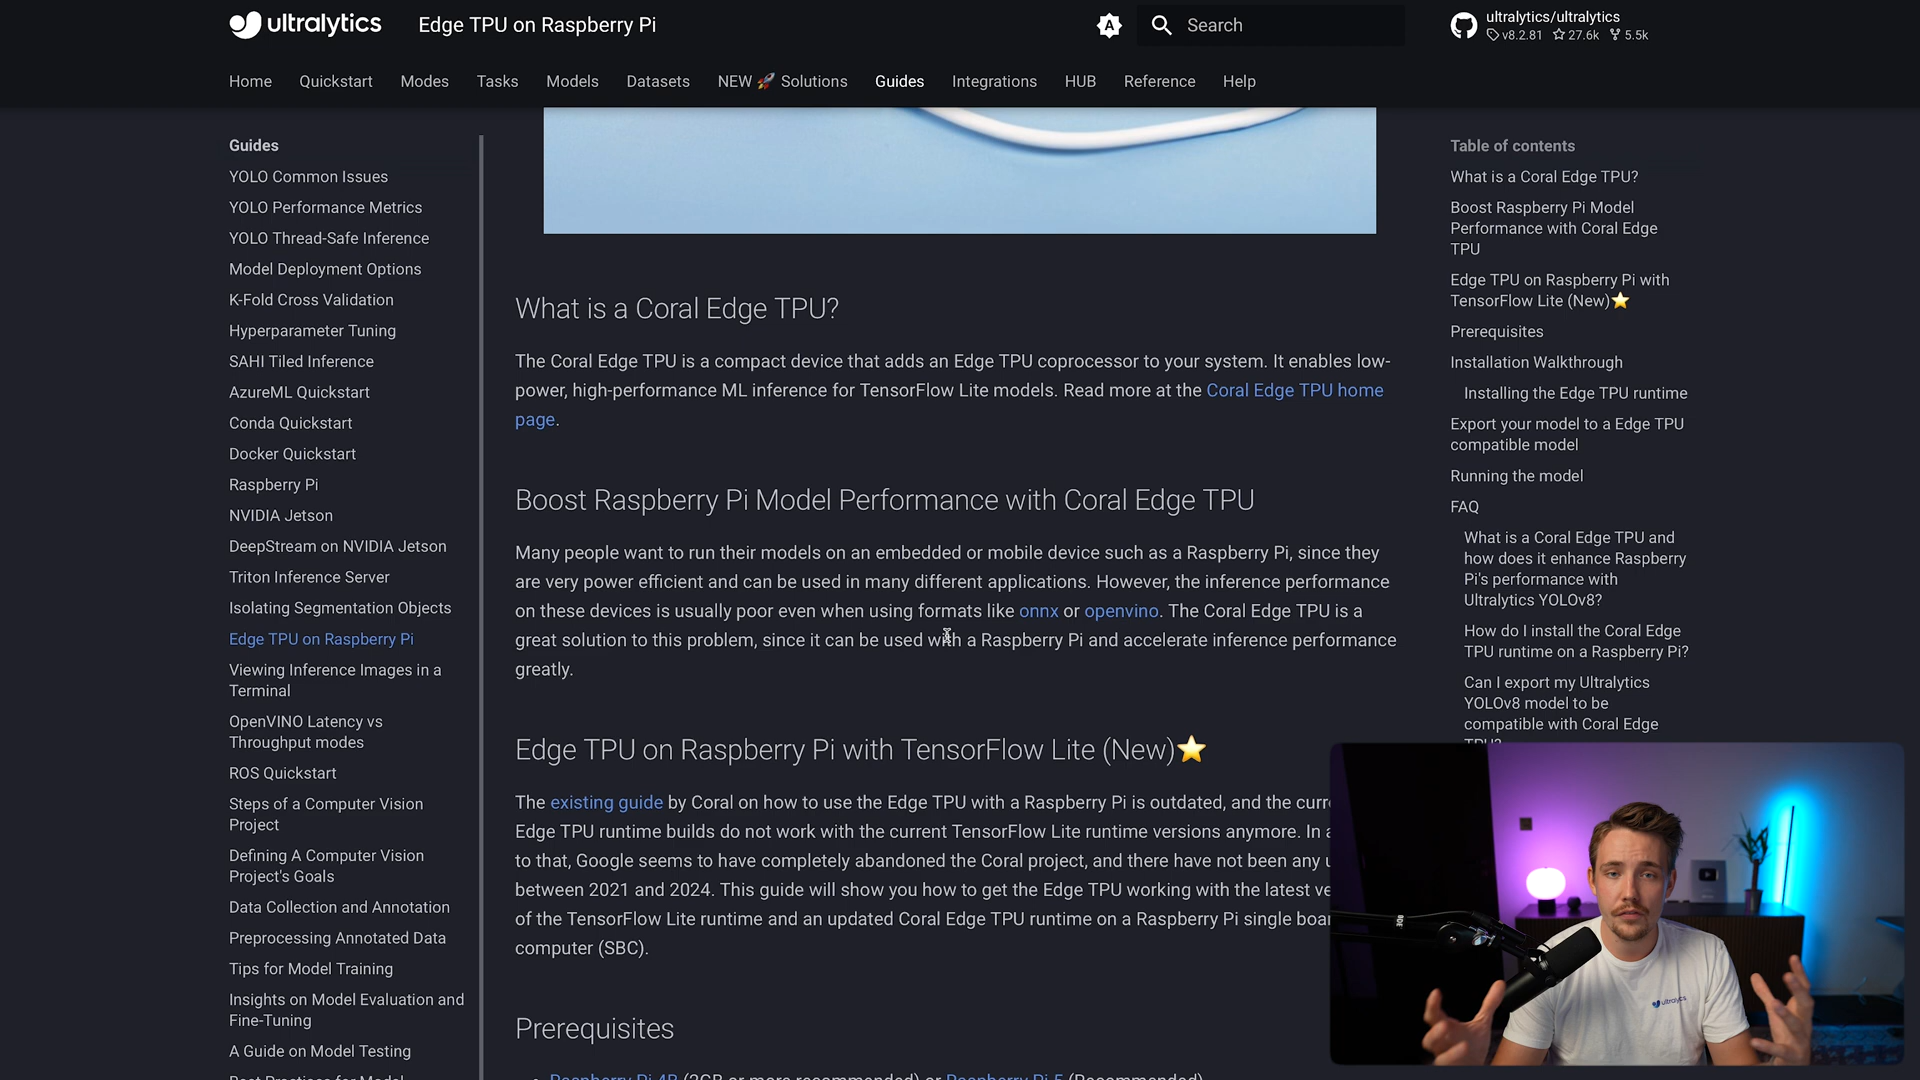 ultralytics
Edge TPU on Raspberry Pi
Search
ultralytics/ultralytics
v8.2.81 27.6k 5.5k
Home Quickstart Modes Tasks Models Datasets NEW 🚀 Solutions Guides Integrations HUB Reference Help
Guides
YOLO Common Issues
YOLO Performance Metrics
YOLO Thread-Safe Inference
Model Deployment Options
K-Fold Cross Validation
Hyperparameter Tuning
SAHI Tiled Inference
AzureML Quickstart
Conda Quickstart
Docker Quickstart
Raspberry Pi
NVIDIA Jetson
DeepStream on NVIDIA Jetson
Triton Inference Server
Isolating Segmentation Objects
Edge TPU on Raspberry Pi
Viewing Inference Images in a
Terminal
OpenVINO Latency vs
Throughput modes
ROS Quickstart
Steps of a Computer Vision
Project
Defining A Computer Vision
Project's Goals
Data Collection and Annotation
Preprocessing Annotated Data
Tips for Model Training
Insights on Model Evaluation and
Fine-Tuning
A Guide on Model Testing
Best Practices for Model
What is a Coral Edge TPU?
The Coral Edge TPU is a compact device that adds an Edge TPU coprocessor to your system. It enables low-
power, high-performance ML inference for TensorFlow Lite models. Read more at the Coral Edge TPU home
page.
Boost Raspberry Pi Model Performance with Coral Edge TPU
Many people want to run their models on an embedded or mobile device such as a Raspberry Pi, since they
are very power efficient and can be used in many different applications. However, the inference performance
on these devices is usually poor even when using formats like onnx or openvino. The Coral Edge TPU is a
great solution to this problem, since it can be used with a Raspberry Pi and accelerate inference performance
greatly.
Edge TPU on Raspberry Pi with TensorFlow Lite (New)⭐
The existing guide by Coral on how to use the Edge TPU with a Raspberry Pi is outdated, and the curr
Edge TPU runtime builds do not work with the current TensorFlow Lite runtime versions anymore. In a
to that, Google seems to have completely abandoned the Coral project, and there have not been any u
between 2021 and 2024. This guide will show you how to get the Edge TPU working with the latest ve
of the TensorFlow Lite runtime and an updated Coral Edge TPU runtime on a Raspberry Pi single boar
computer (SBC).
Prerequisites
Raspberry Pi 4B (2GB or more recommended) or Raspberry Pi 5 (Recommended)
Table of contents
What is a Coral Edge TPU?
Boost Raspberry Pi Model
Performance with Coral Edge
TPU
Edge TPU on Raspberry Pi with
TensorFlow Lite (New)⭐
Prerequisites
Installation Walkthrough
Installing the Edge TPU runtime
Export your model to a Edge TPU
compatible model
Running the model
FAQ
What is a Coral Edge TPU and
how does it enhance Raspberry
Pi's performance with
Ultralytics YOLOv8?
How do I install the Coral Edge
TPU runtime on a Raspberry Pi?
Can I export my Ultralytics
YOLOv8 model to be
compatible with Coral Edge
TPU?
RØDE
ultralytics